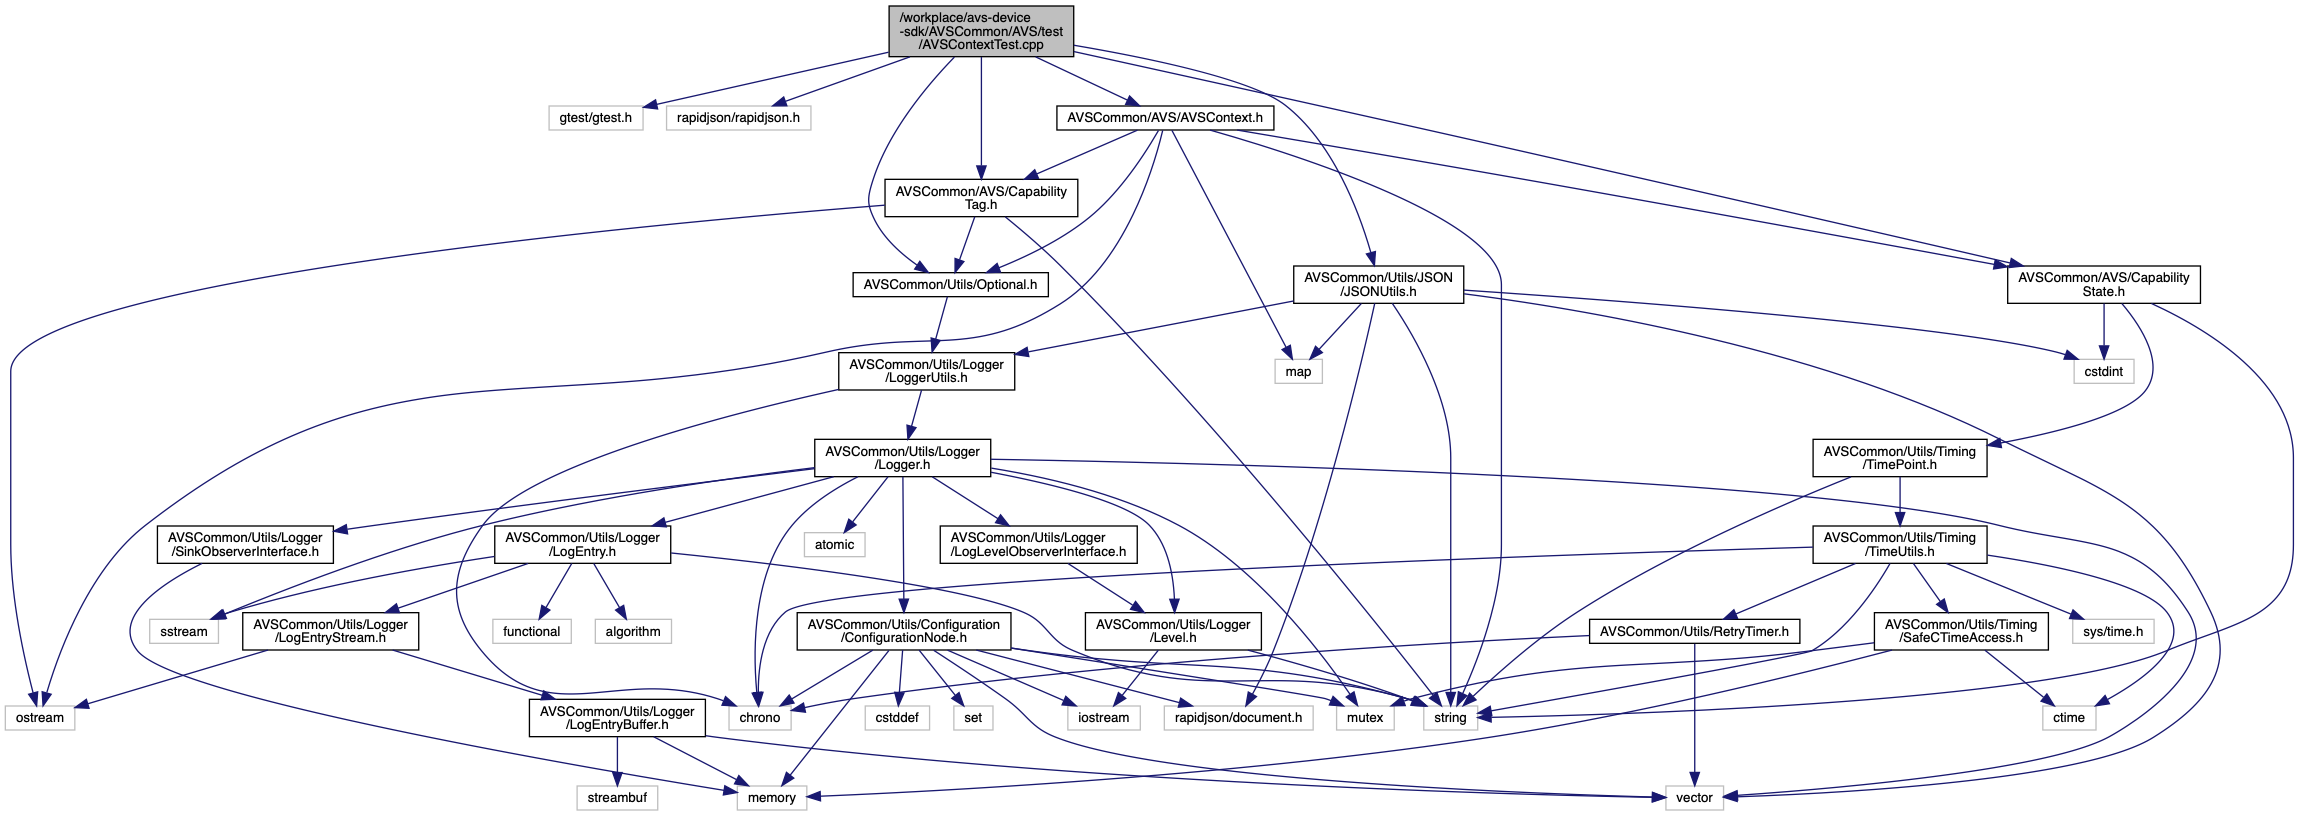 /workplace/avs-device
-sdk/AVSCommon/AVS/test
/AVSContextTest.cpp
gtest/gtest.h
rapidjson/rapidjson.h
AVSCommon/AVS/AVSContext.h
AVSCommon/AVS/Capability
Tag.h
AVSCommon/Utils/Optional.h
AVSCommon/Utils/JSON
/JSONUtils.h
AVSCommon/AVS/Capability
State.h
AVSCommon/Utils/Logger
/LoggerUtils.h
map
cstdint
AVSCommon/Utils/Logger
/Logger.h
AVSCommon/Utils/Timing
/TimePoint.h
AVSCommon/Utils/Logger
/SinkObserverInterface.h
AVSCommon/Utils/Logger
/LogEntry.h
atomic
AVSCommon/Utils/Logger
/LogLevelObserverInterface.h
AVSCommon/Utils/Timing
/TimeUtils.h
sstream
AVSCommon/Utils/Logger
/LogEntryStream.h
functional
algorithm
AVSCommon/Utils/Configuration
/ConfigurationNode.h
AVSCommon/Utils/Logger
/Level.h
AVSCommon/Utils/RetryTimer.h
AVSCommon/Utils/Timing
/SafeCTimeAccess.h
sys/time.h
ostream
AVSCommon/Utils/Logger
/LogEntryBuffer.h
chrono
cstddef
set
iostream
rapidjson/document.h
mutex
string
ctime
streambuf
memory
vector